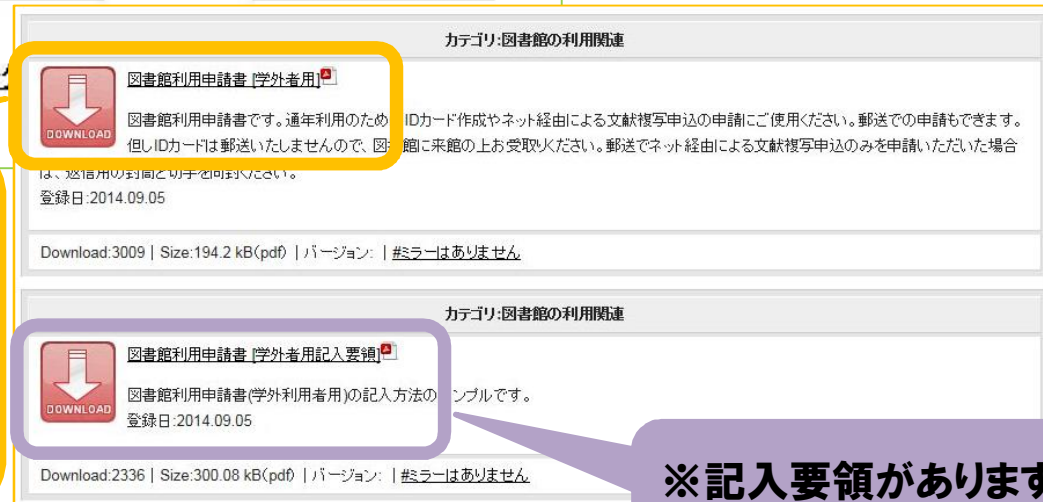 カテゴリ:図書館の利用関連
図書館利用申請書 [学外者用]
DOWNLOAD
図書館利用申請書です。通年利用のため IDカード作成やネット経由による文献複写申込の申請にご使用ください。郵送での申請もできます。
但しIDカードは郵送いたしませんので、図書館に来館の上お受取りください。郵送でネット経由による文献複写申込のみを申請いただいた場合
は、返信用の封筒と切手を同封ください。
登録日:2014.09.05
Download:3009 | Size:194.2 kB(pdf) | バージョン: | #ミラーはありません
カテゴリ:図書館の利用関連
図書館利用申請書 [学外者用記入要領]
DOWNLOAD
図書館利用申請書(学外利用者用)の記入方法の ンプルです。
登録日:2014.09.05
Download:2336 | Size:300.08 kB(pdf) | バージョン: | #ミラーはありません
※記入要領があります